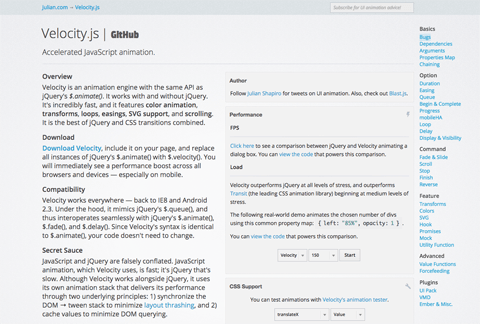 Julian.com → Velocity.js
Subscribe for UI animation advice!
Velocity.js | GitHub
Accelerated JavaScript animation.
Overview
Velocity is an animation engine with the same API as
jQuery's $.animate(). It works with and without jQuery.
It's incredibly fast, and it features color animation,
transforms, loops, easings, SVG support, and scrolling.
It is the best of jQuery and CSS transitions combined.
Download
Download Velocity, include it on your page, and replace
all instances of jQuery's $.animate() with $.velocity(). You
will immediately see a performance boost across all
browsers and devices — especially on mobile.
Compatibility
Velocity works everywhere — back to IE8 and Android 2.3.
Under the hood, it mimics jQuery's $.queue(), and
thus interoperates seamlessly with jQuery's $.animate(),
$.fade(), and $.delay(). Since Velocity's syntax is identical
to $.animate(), your code doesn't need to change.
Secret Sauce
JavaScript and jQuery are falsely conflated. JavaScript
animation, which Velocity uses, is fast; it's jQuery that's
slow. Although Velocity works alongside jQuery, it uses
its own animation stack that delivers its performance
through two underlying principles: 1) synchronize the
DOM → tween stack to minimize layout thrashing, and 2)
cache values to minimize DOM querying.
Author
Follow Julian Shapiro for tweets on UI animation. Also, check out Blast.js.
Performance
FPS
Click here to see a comparison between jQuery and Velocity animating a
dialog box. You can view the code that powers this comparison.
Load
Velocity outperforms jQuery at all levels of stress, and outperforms
Transit (the leading CSS animation library) beginning at medium levels of
stress.
The following real-world demo animates the chosen number of divs
using this common property map: { left: "85%", opacity: 1 } .
You can view the code that powers this comparison.
Velocity 150 Start
CSS Support
You can test animations with Velocity's animation tester.
translateX Value
Basics
Bugs
Dependencies
Arguments
Properties Map
Chaining
Option
Duration
Easing
Queue
Begin & Complete
Progress
mobileHA
Loop
Delay
Display & Visibility
Command
Fade & Slide
Scroll
Stop
Finish
Reverse
Feature
Transforms
Colors
SVG
Hook
Promises
Mock
Utility Function
Advanced
Value Functions
Forcefeeding
Plugins
UI Pack
VMD
Ember & Misc.